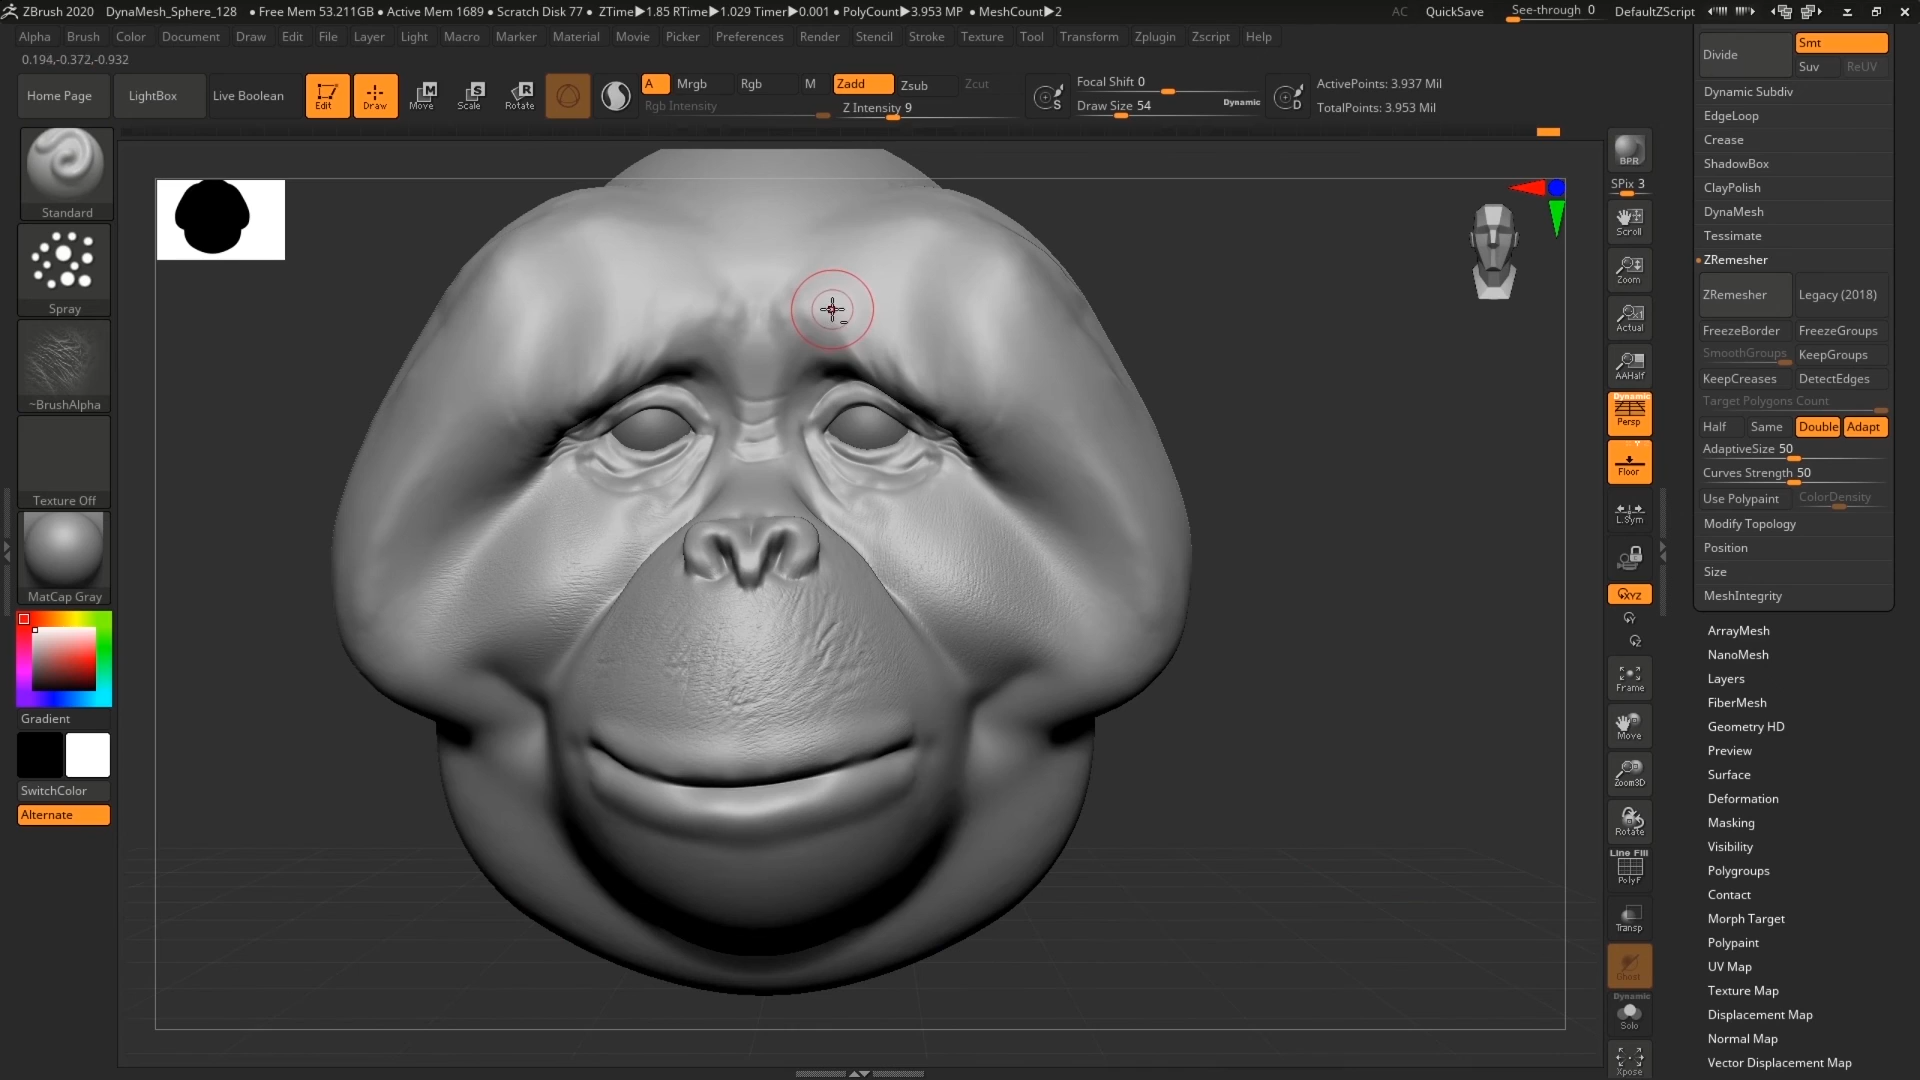 ZBrush 2020 DynaMesh_Sphere_128 • Free Mem 53.211GB • Active Mem 1689 • Scratch Disk 77 • ZTime▶1.85 RTime▶1.029 Timer▶0.001 • PolyCount▶3.953 MP • MeshCount▶2 AC QuickSave See-through 0 DefaultZScript
Alpha Brush Color Document Draw Edit File Layer Light Macro Marker Material Movie Picker Preferences Render Stencil Stroke Texture Tool Transform Zplugin Zscript Help
0.194,-0.372,-0.932
Home Page LightBox Live Boolean Edit Draw Move Scale Rotate
A Mrgb Rgb M Zadd Zsub Zcut
Rgb Intensity Z Intensity 9
Focal Shift 0
Draw Size 54 Dynamic
ActivePoints: 3.937 Mil
TotalPoints: 3.953 Mil
Standard
Spray
~BrushAlpha
Texture Off
MatCap Gray
Gradient
SwitchColor
Alternate
BPR
SPix 3
Scroll
Zoom
Actual
AAHalf
Dynamic
Persp
Floor
L.Sym
XYZ
Frame
Move
Zoom3D
Rotate
Line Fill
PolyF
Transp
Ghost
Dynamic
Solo
Xpose
Divide Smt
Suv ReUV
Dynamic Subdiv
EdgeLoop
Crease
ShadowBox
ClayPolish
DynaMesh
Tessimate
ZRemesher
ZRemesher Legacy (2018)
FreezeBorder FreezeGroups
SmoothGroups KeepGroups
KeepCreases DetectEdges
Target Polygons Count
Half Same Double Adapt
AdaptiveSize 50
Curves Strength 50
Use Polypaint ColorDensity
Modify Topology
Position
Size
MeshIntegrity
ArrayMesh
NanoMesh
Layers
FiberMesh
Geometry HD
Preview
Surface
Deformation
Masking
Visibility
Polygroups
Contact
Morph Target
Polypaint
UV Map
Texture Map
Displacement Map
Normal Map
Vector Displacement Map